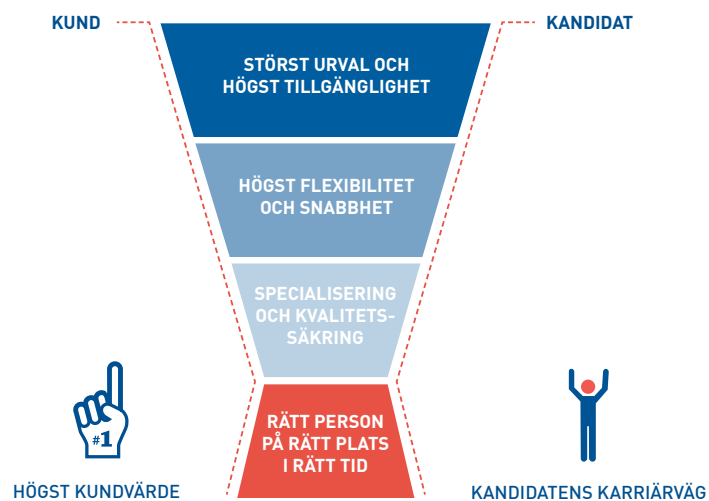 KUND
KANDIDAT
STÖRST URVAL OCH
HÖGST TILLGÄNGLIGHET
HÖGST FLEXIBILITET
OCH SNABBHET
SPECIALISERING
OCH KVALITETS-
SÄKRING
RÄTT PERSON
PÅ RÄTT PLATS
I RÄTT TID
#1
HÖGST KUNDVÄRDE
KANDIDATENS KARRIÄRVÄG